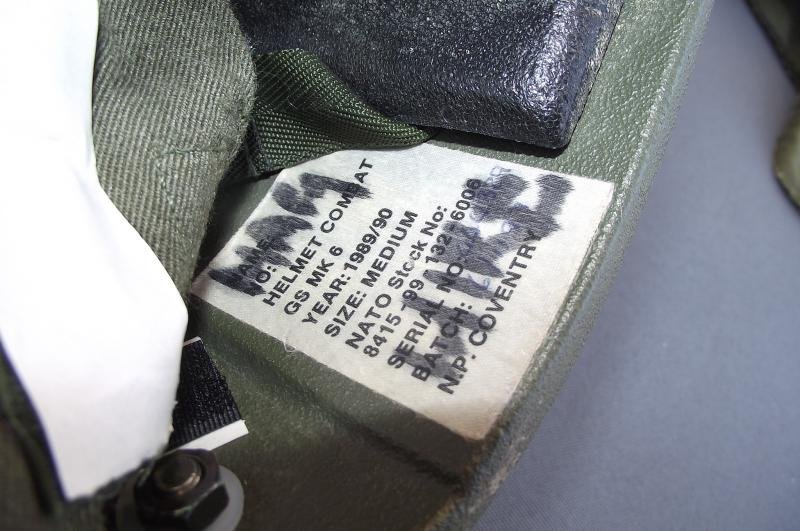 NAME:
NO:
HELMET COMBAT
GS MK 6
YEAR: 1989/90
SIZE: MEDIUM
NATO Stock No:
8415-99-132-6006
SERIAL NO.
BATCH:
N.P. COVENTRY